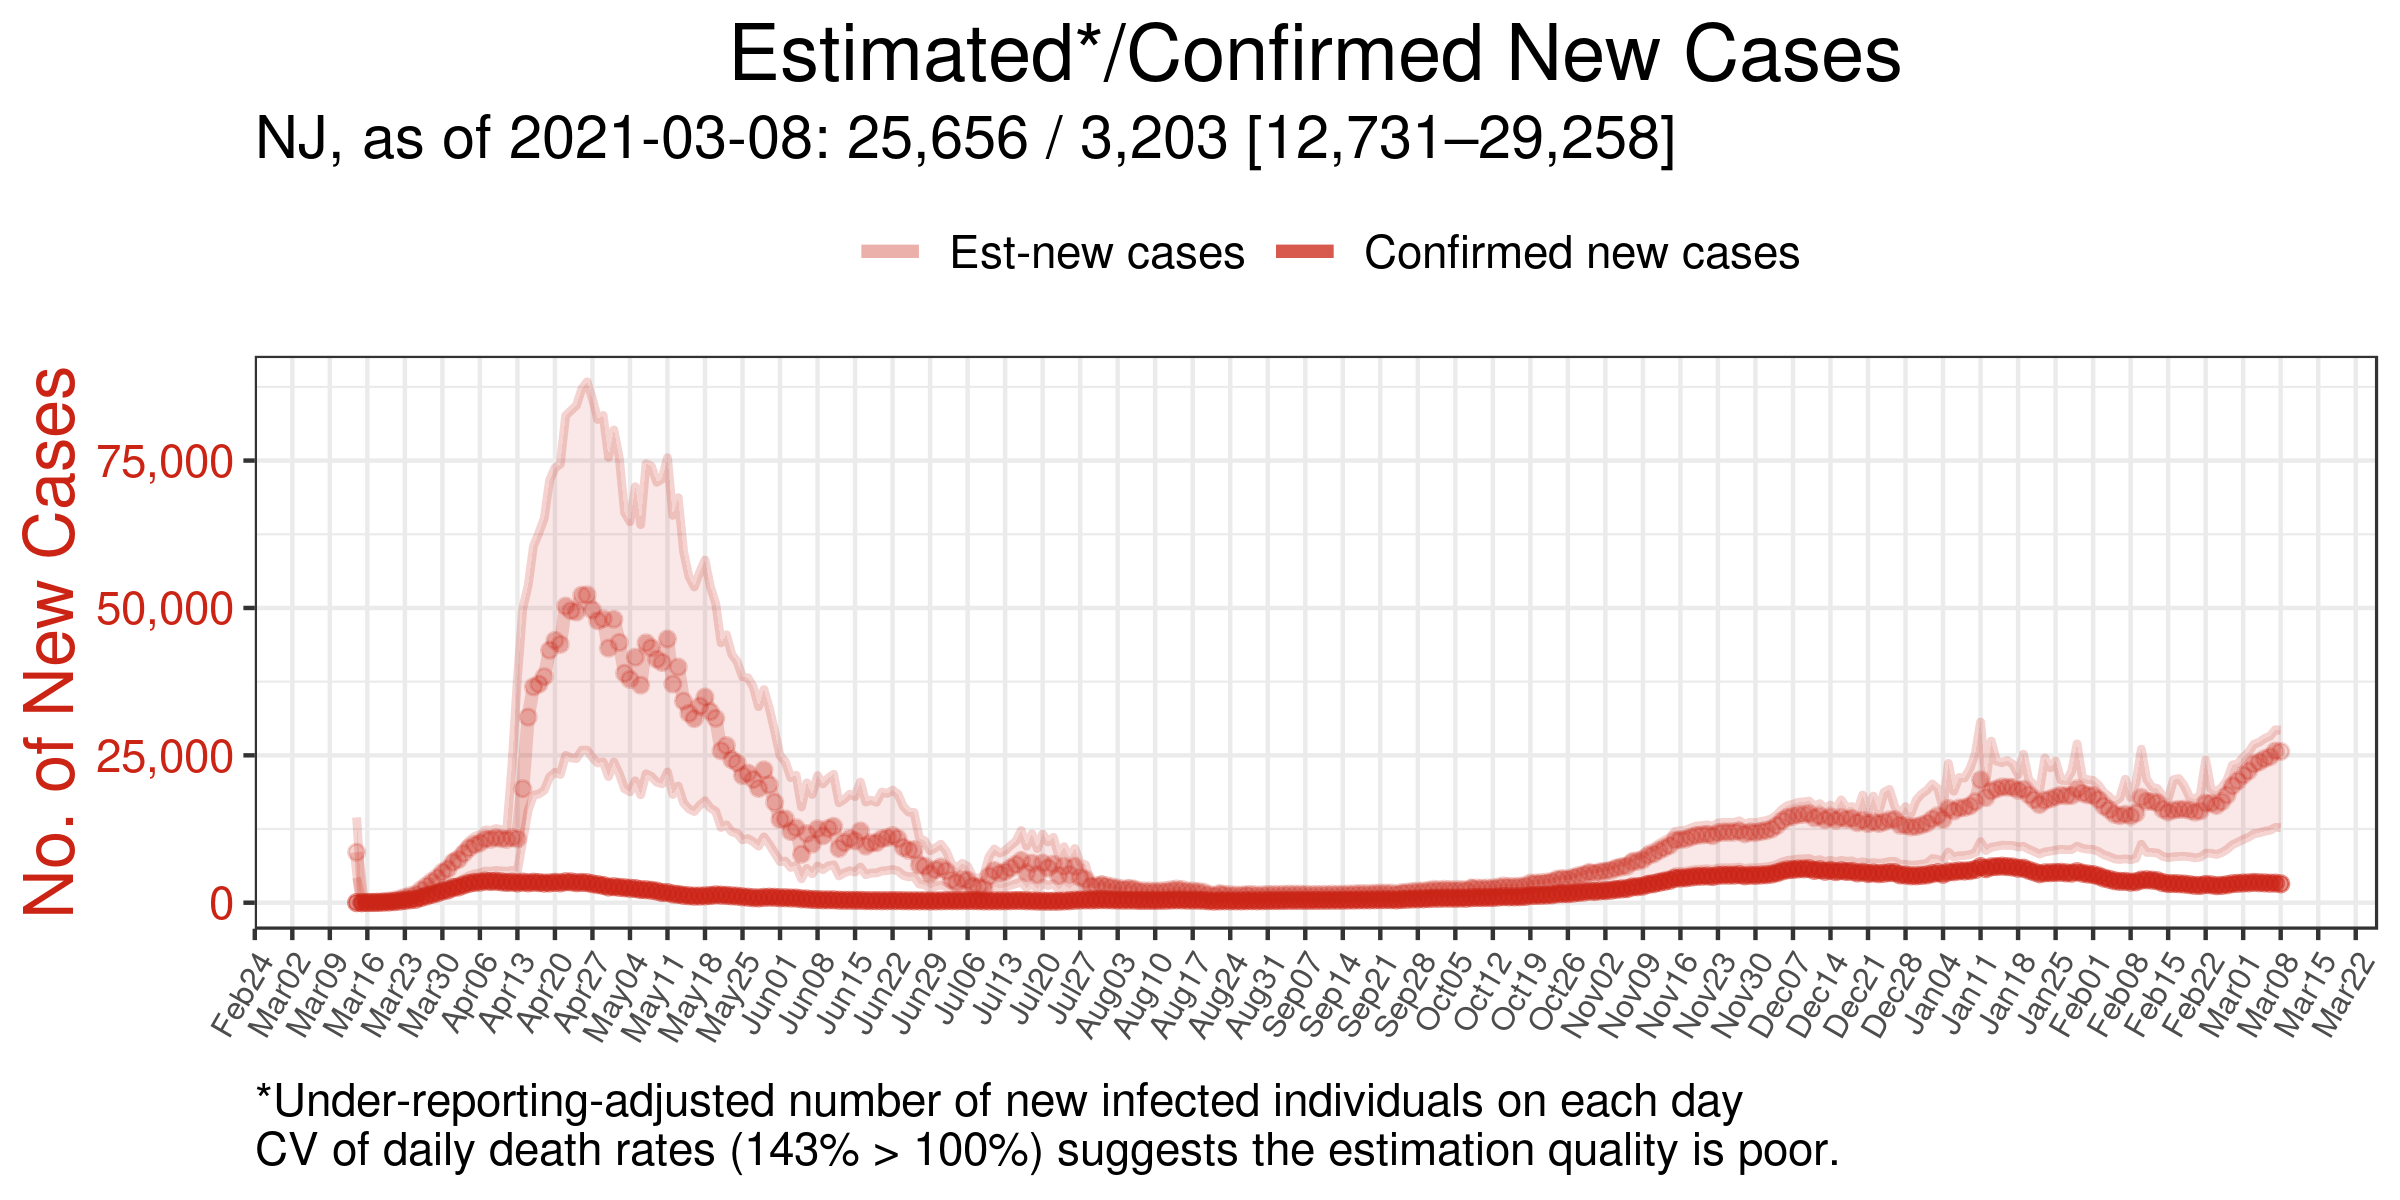 Estimated*/Confirmed New Cases
NJ, as of 2021-03-08: 25,656 / 3,203 [12,731–29,258]
Est-new cases
Confirmed new cases
No. of New Cases
75,000
50,000
25,000
0
Feb24
Mar02
Mar09
Mar16
Mar23
Mar30
Apr06
Apr13
Apr20
Apr27
May04
May11
May18
May25
Jun01
Jun08
Jun15
Jun22
Jun29
Jul06
Jul13
Jul20
Jul27
Aug03
Aug10
Aug17
Aug24
Aug31
Sep07
Sep14
Sep21
Sep28
Oct05
Oct12
Oct19
Oct26
Nov02
Nov09
Nov16
Nov23
Nov30
Dec07
Dec14
Dec21
Dec28
Jan04
Jan11
Jan18
Jan25
Feb01
Feb08
Feb15
Feb22
Mar01
Mar08
Mar15
Mar22
*Under-reporting-adjusted number of new infected individuals on each day
CV of daily death rates (143% > 100%) suggests the estimation quality is poor.